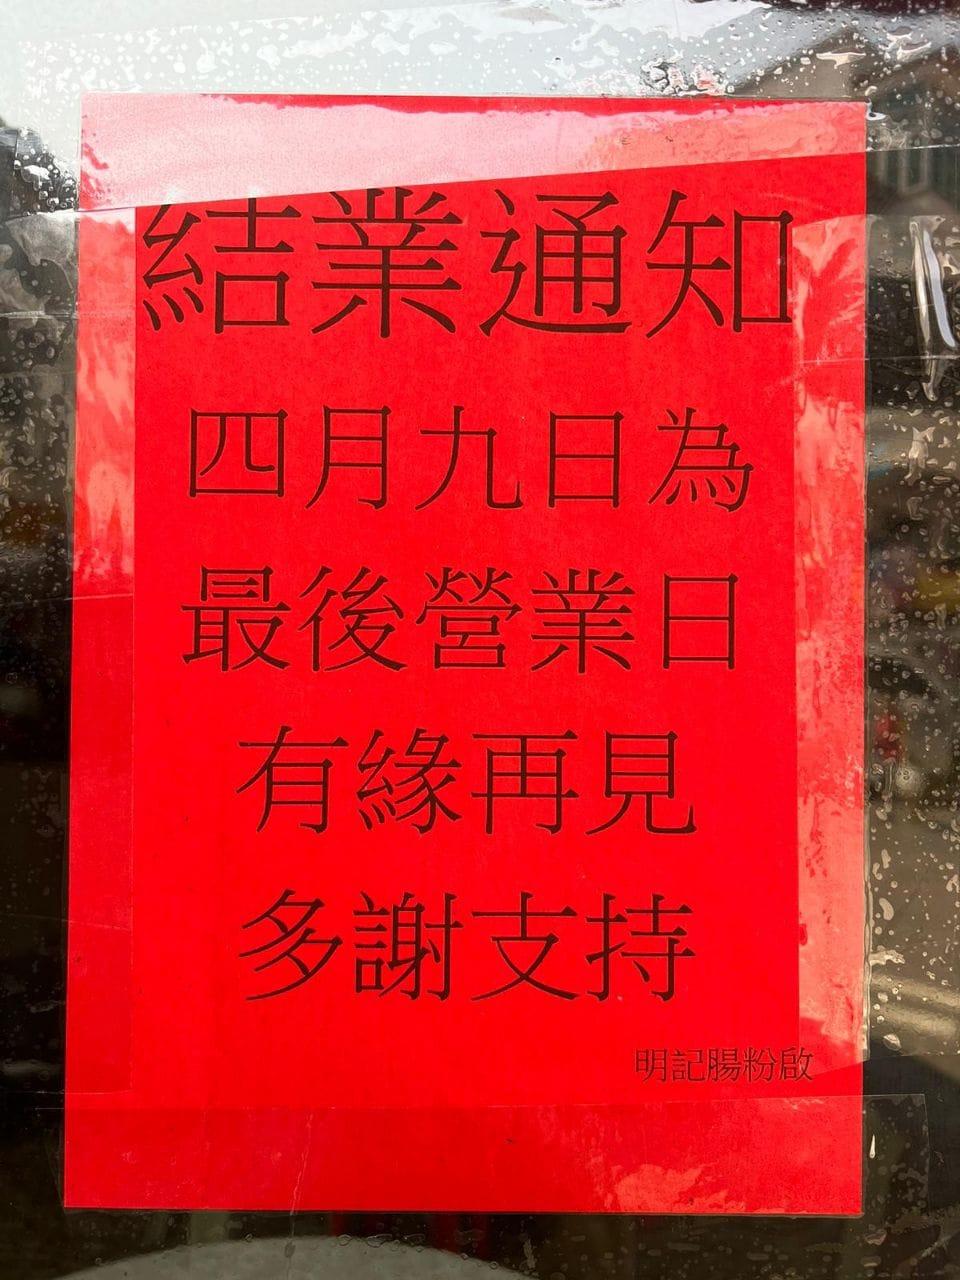 結業通知
四月九日為
最後營業日
有緣再見
多謝支持
明記腸粉啟